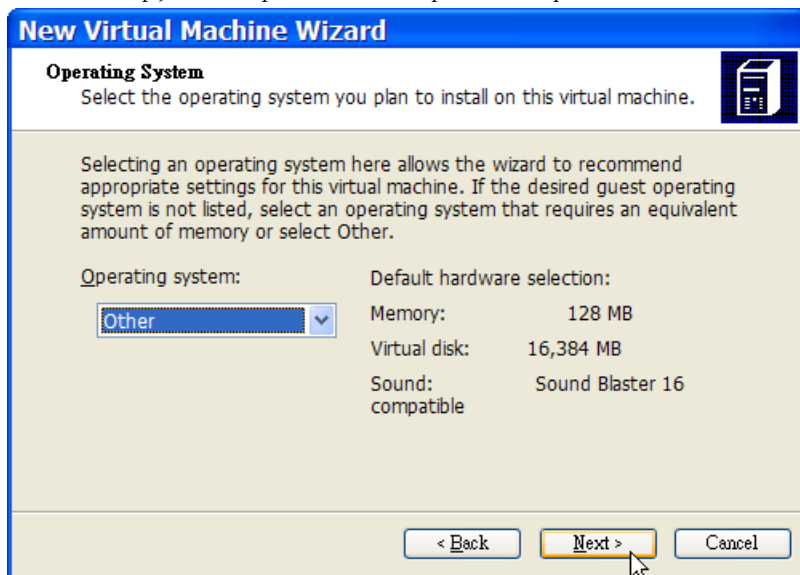 New Virtual Machine Wizard
Operating System
Select the operating system you plan to install on this virtual machine.
Selecting an operating system here allows the wizard to recommend
appropriate settings for this virtual machine. If the desired guest operating
system is not listed, select an operating system that requires an equivalent
amount of memory or select Other.
Operating system:
Other
Default hardware selection:
Memory: 128 MB
Virtual disk: 16,384 MB
Sound: Sound Blaster 16
compatible
< Back Next > Cancel